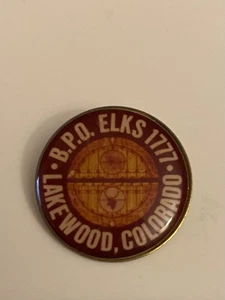 • B.P.O. ELKS 1777 •
LAKEWOOD, COLORADO